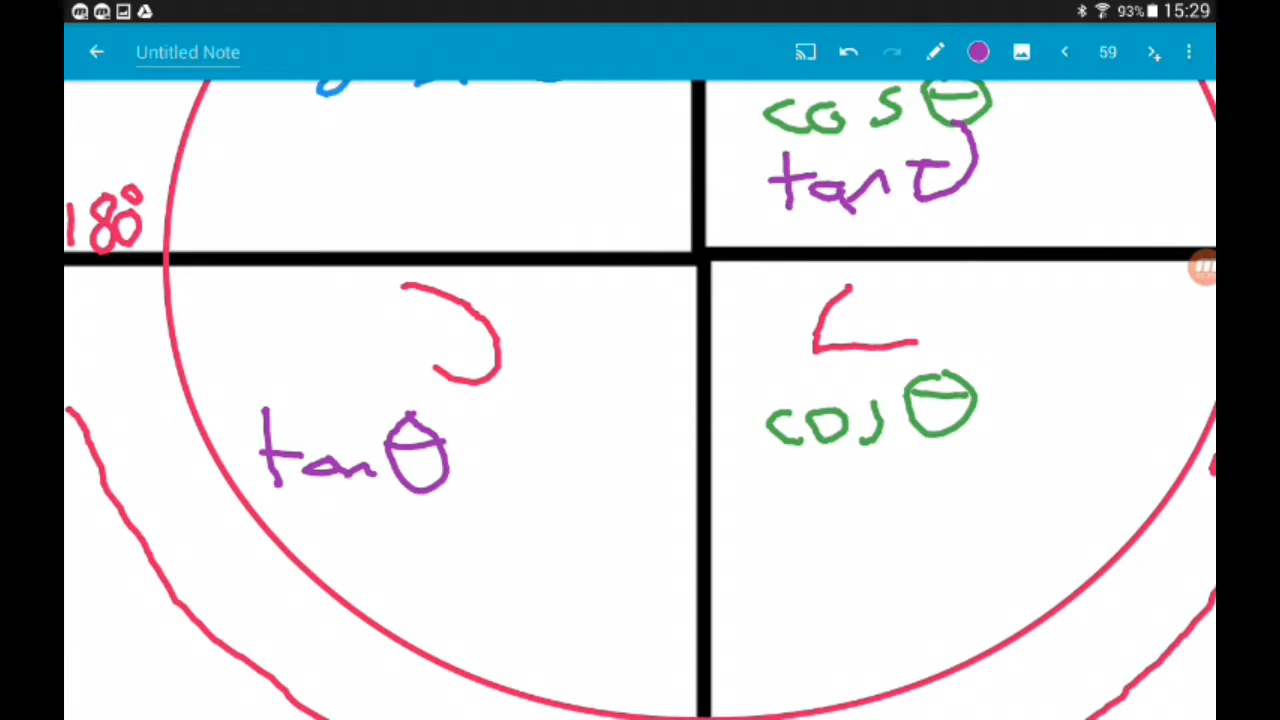 93% 15:29
Untitled Note
59
cos θ
tan
180°
tan θ
cos θ